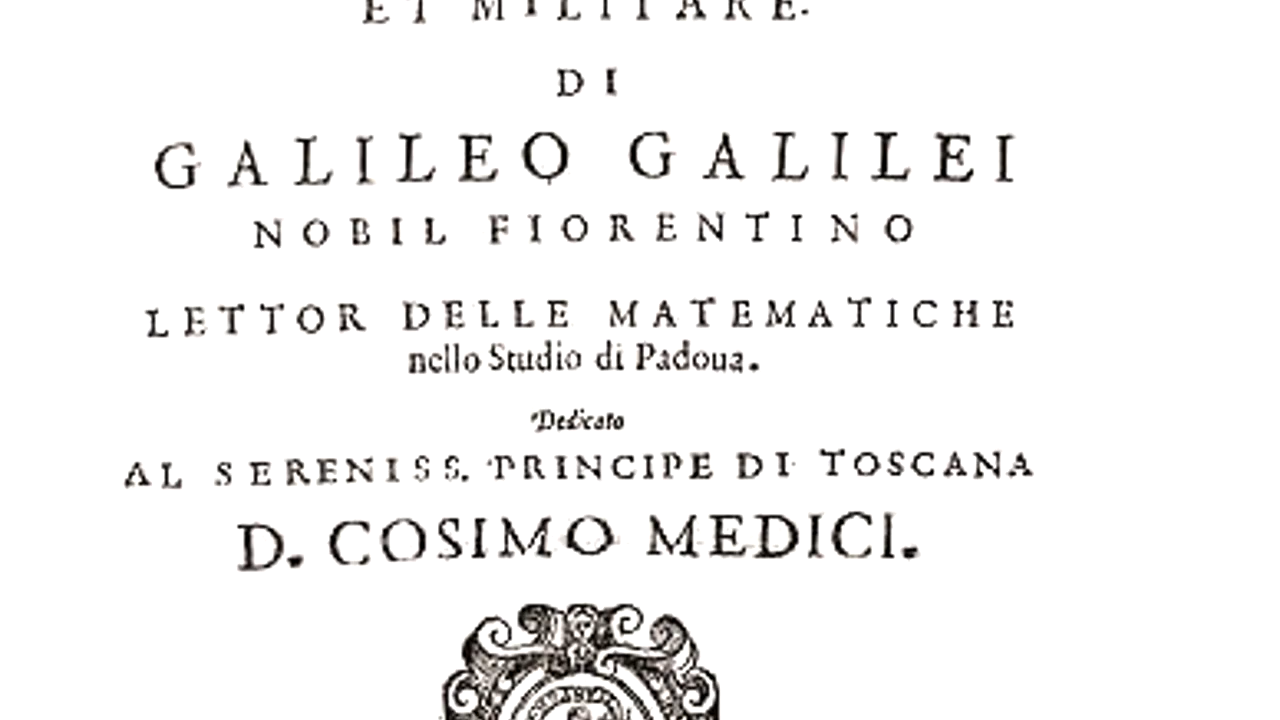 ET MILITARE.
DI
GALILEO GALILEI
NOBIL FIORENTINO
LETTOR DELLE MATEMATICHE
nello Studio di Padoua.
Dedicato
AL SERENISS. PRINCIPE DI TOSCANA
D. COSIMO MEDICI.